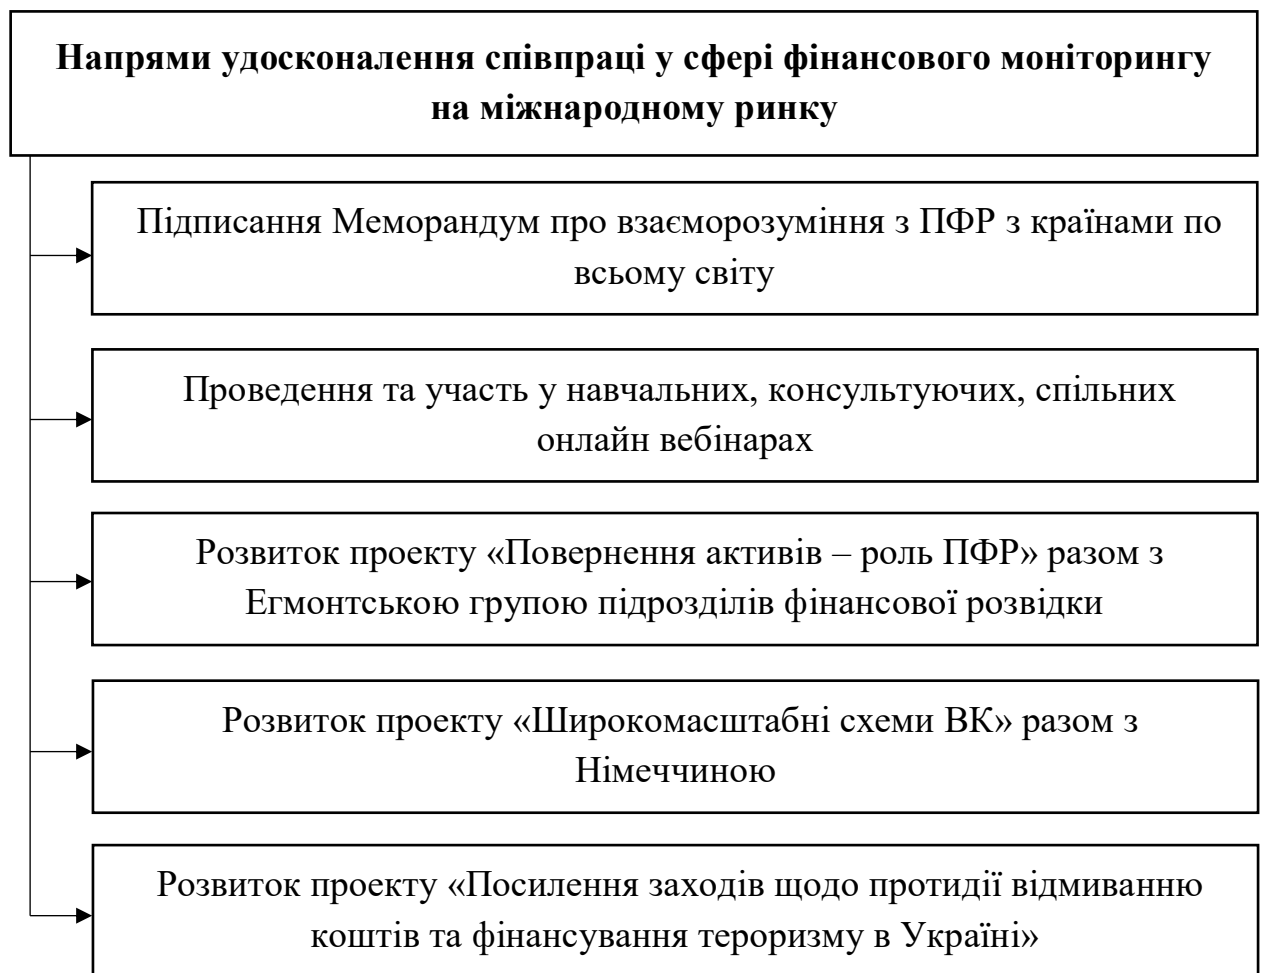 Напрями удосконалення співпраці у сфері фінансового моніторингу
на міжнародному ринку
Підписання Меморандум про взаєморозуміння з ПФР з країнами по
всьому світу
Проведення та участь у навчальних, консультуючих, спільних
онлайн вебінарах
Розвиток проекту «Повернення активів – роль ПФР» разом з
Егмонтською групою підрозділів фінансової розвідки
Розвиток проекту «Широкомасштабні схеми ВК» разом з
Німеччиною
Розвиток проекту «Посилення заходів щодо протидії відмиванню
коштів та фінансування тероризму в Україні»